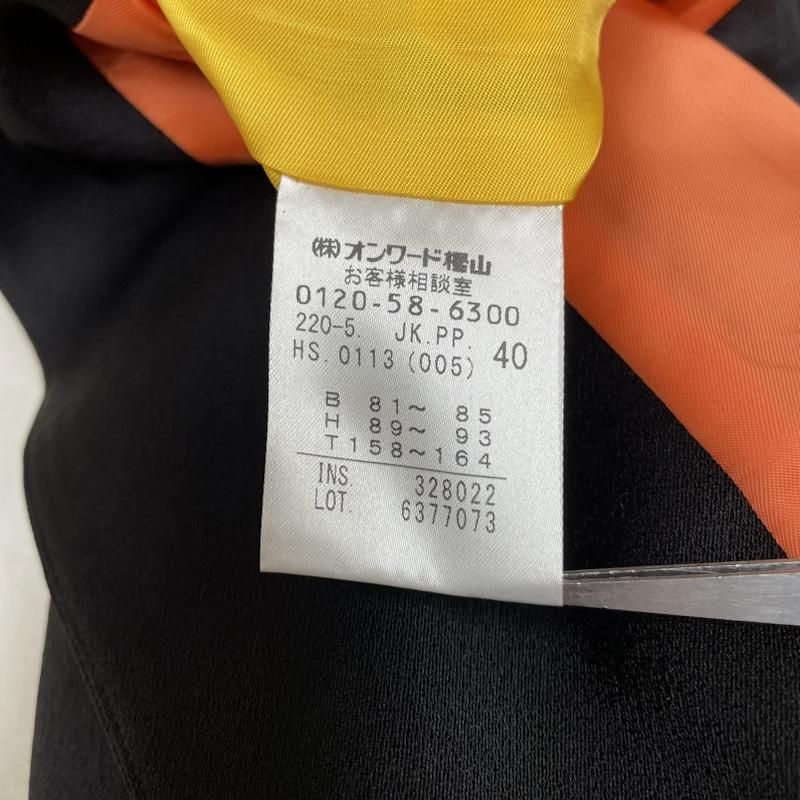 (株)オンワード樫山
お客様相談室
0120-58-6300
220-5. JK.PP. 40
HS.0113(005)
B 81〜 85
H 89〜 93
T158〜164
INS. 328022
LOT. 6377073